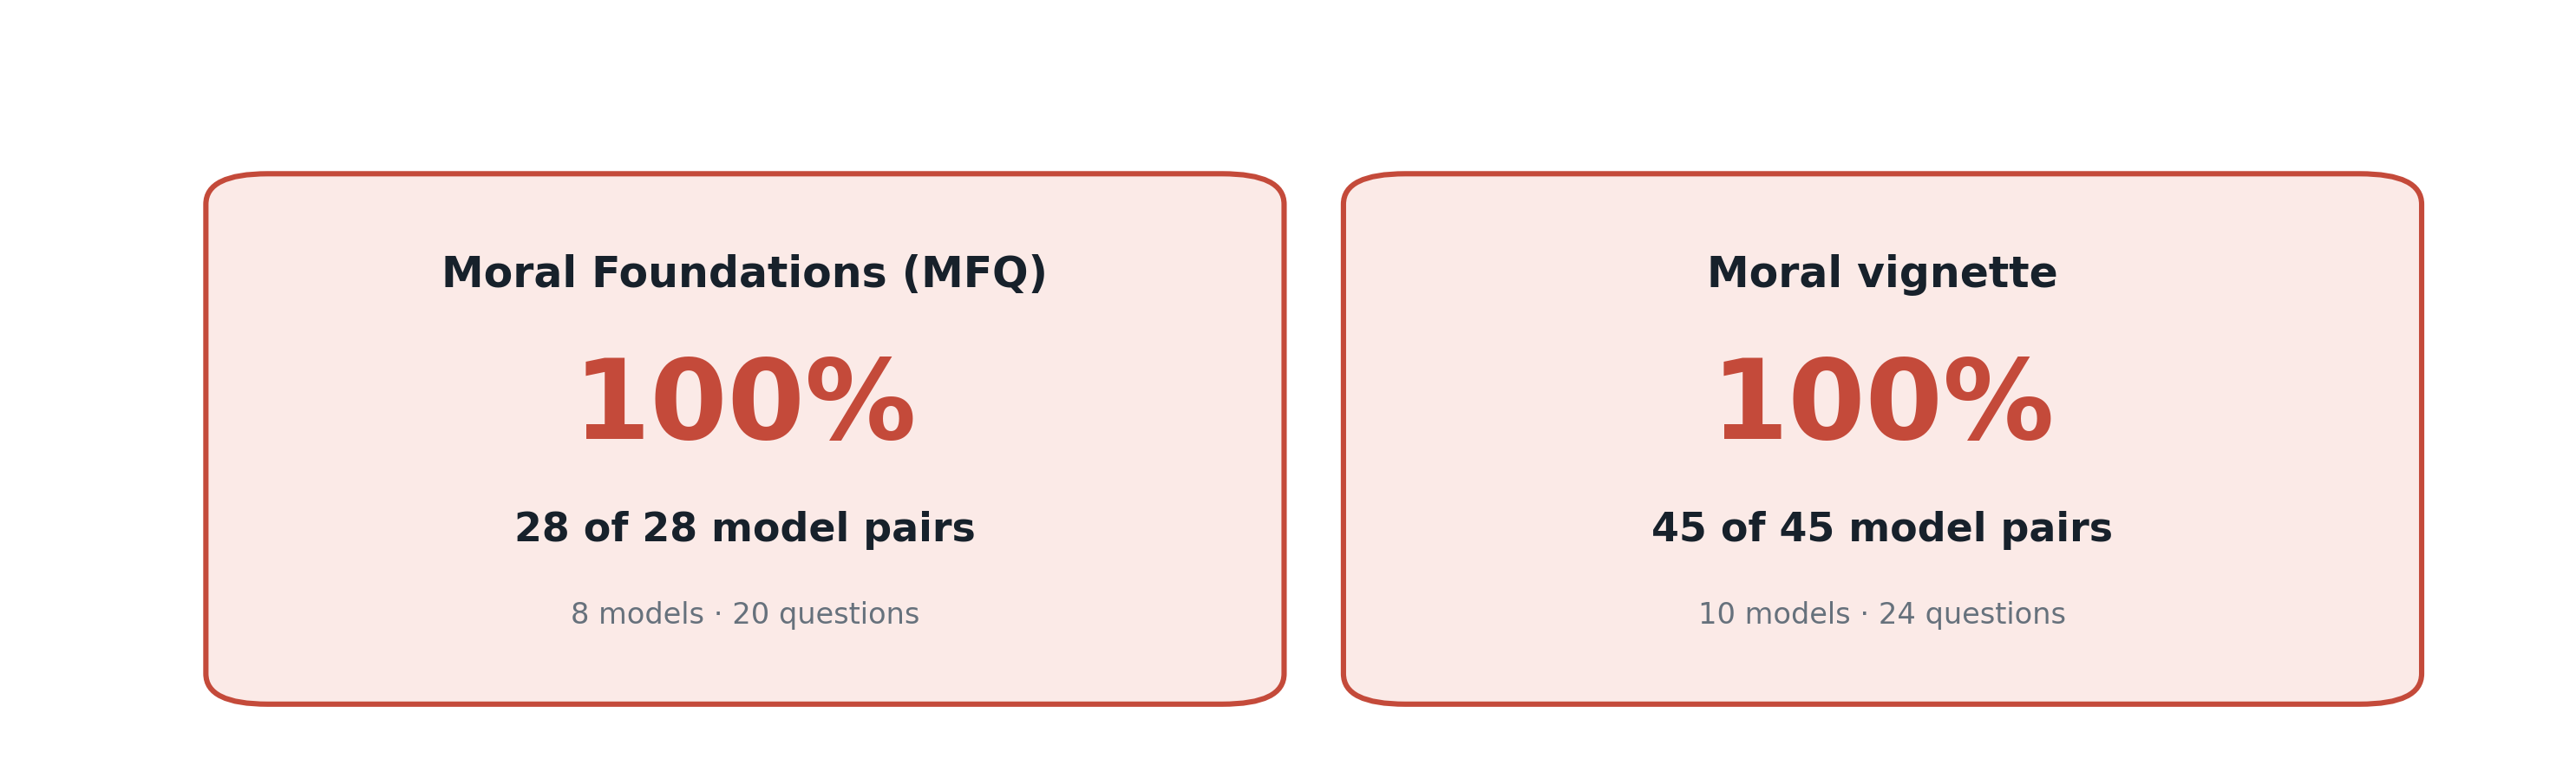 Moral Foundations (MFQ)
100%
28 of 28 model pairs
8 models · 20 questions
Moral vignette
100%
45 of 45 model pairs
10 models · 24 questions